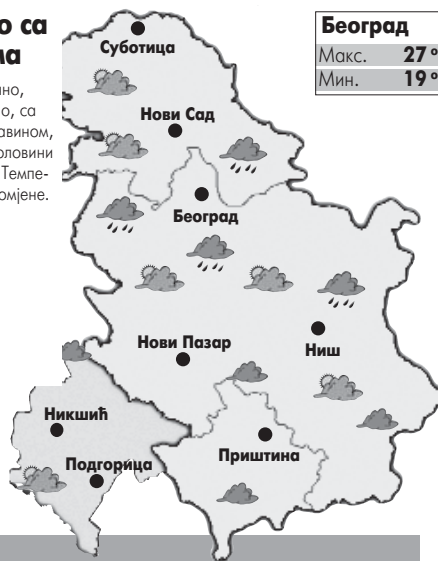 о са
ма
но,
о, са
авином,
оловини
Темпе-
омјене.
Београд
Макс. 27°
Мин. 19°
Суботица
Нови Сад
Београд
Нови Пазар
Ниш
Никшић
Подгорица
Приштина